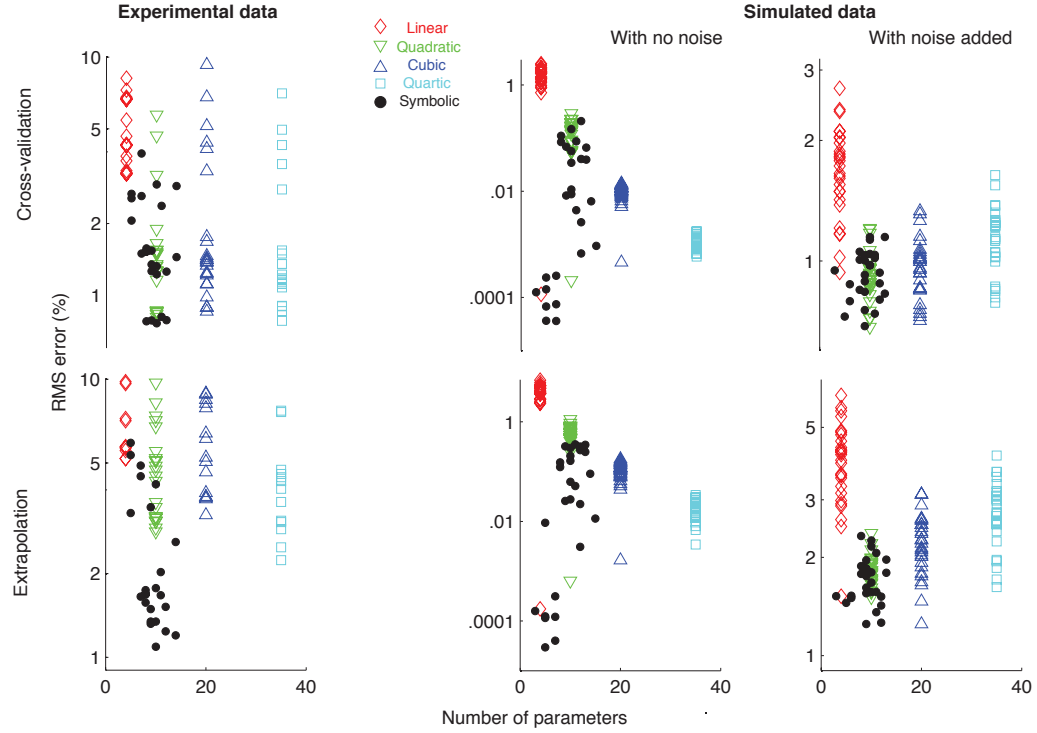 Experimental data
Simulated data
Linear
Quadratic
Cubic
Quartic
Symbolic
With no noise
With noise added
Cross-validation
Extrapolation
RMS error (%)
10
5
2
1
1
.01
.0001
3
2
1
10
5
2
1
0
20
40
1
.01
.0001
0
20
40
5
3
2
1
0
20
40
Number of parameters